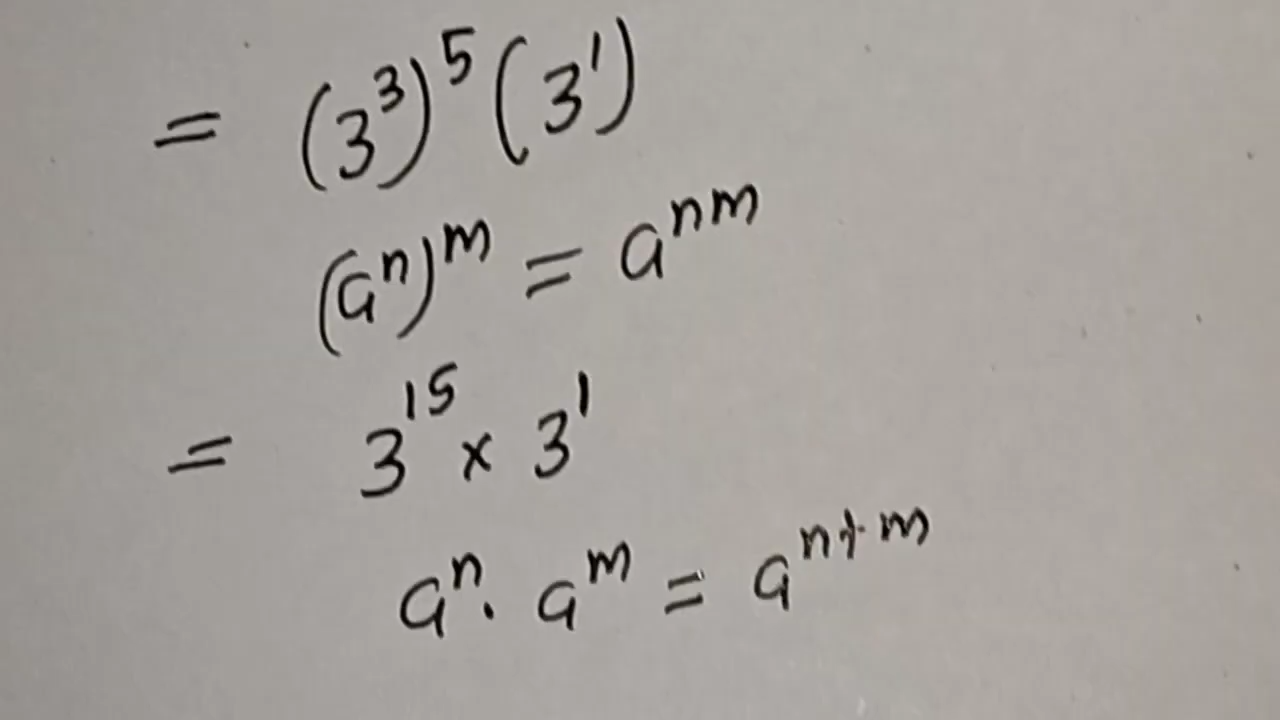 = (3³)⁵ (3¹)
(aⁿ)ᵐ = aⁿᵐ
= 3¹⁵ × 3¹
aⁿ · aᵐ = aⁿ⁺ᵐ